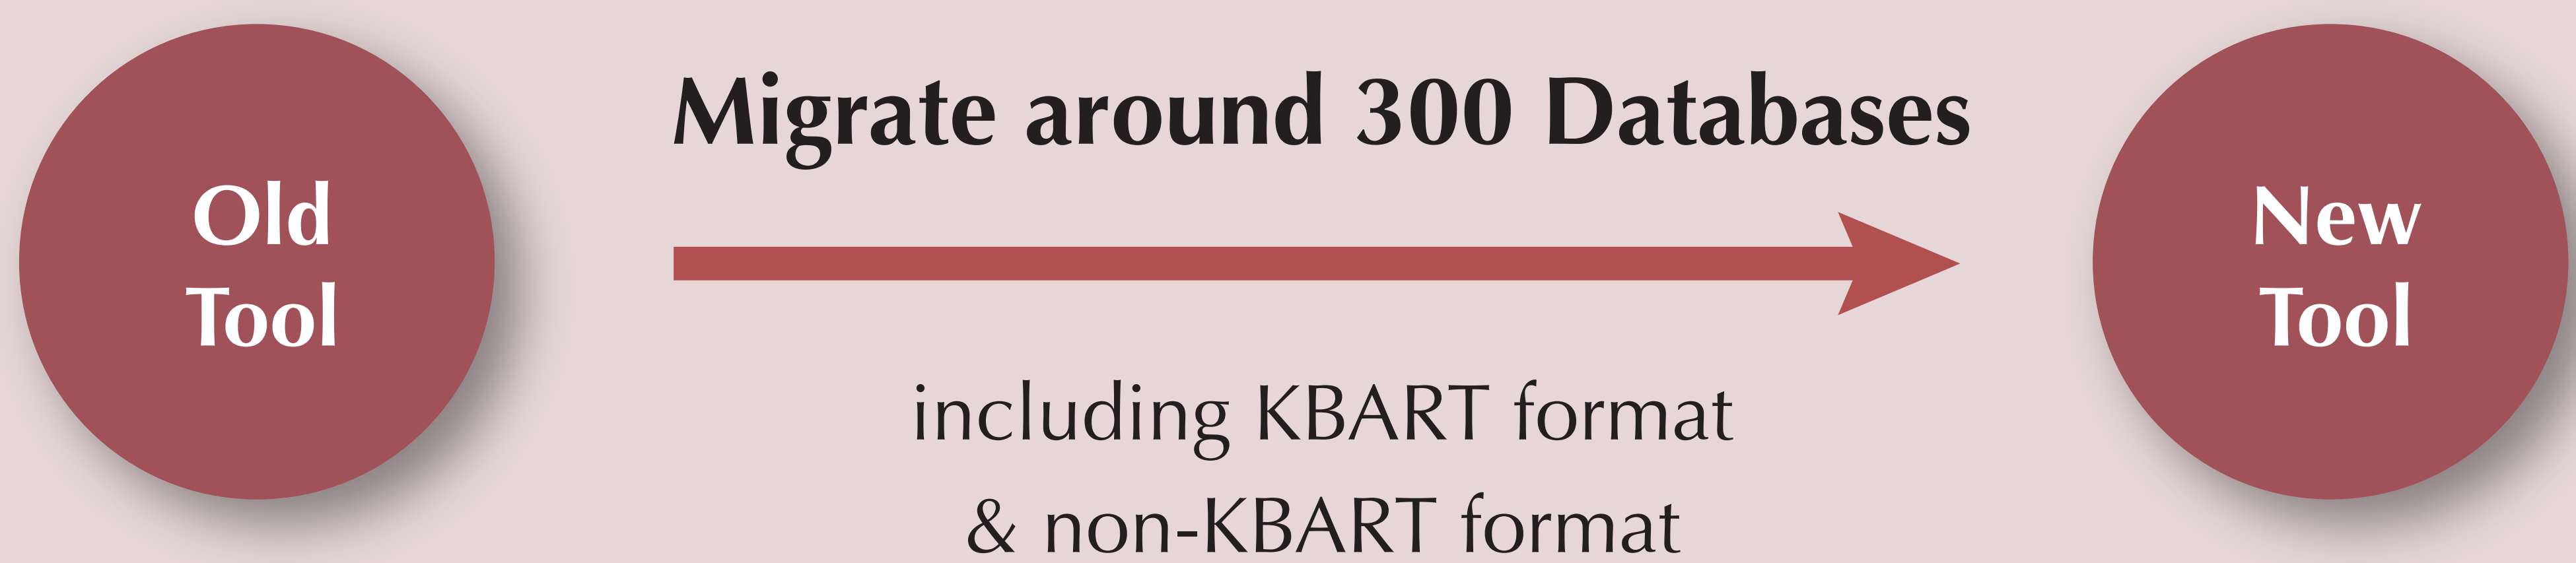 Old
Tool
Migrate around 300 Databases
including KBART format
& non-KBART format
New
Tool